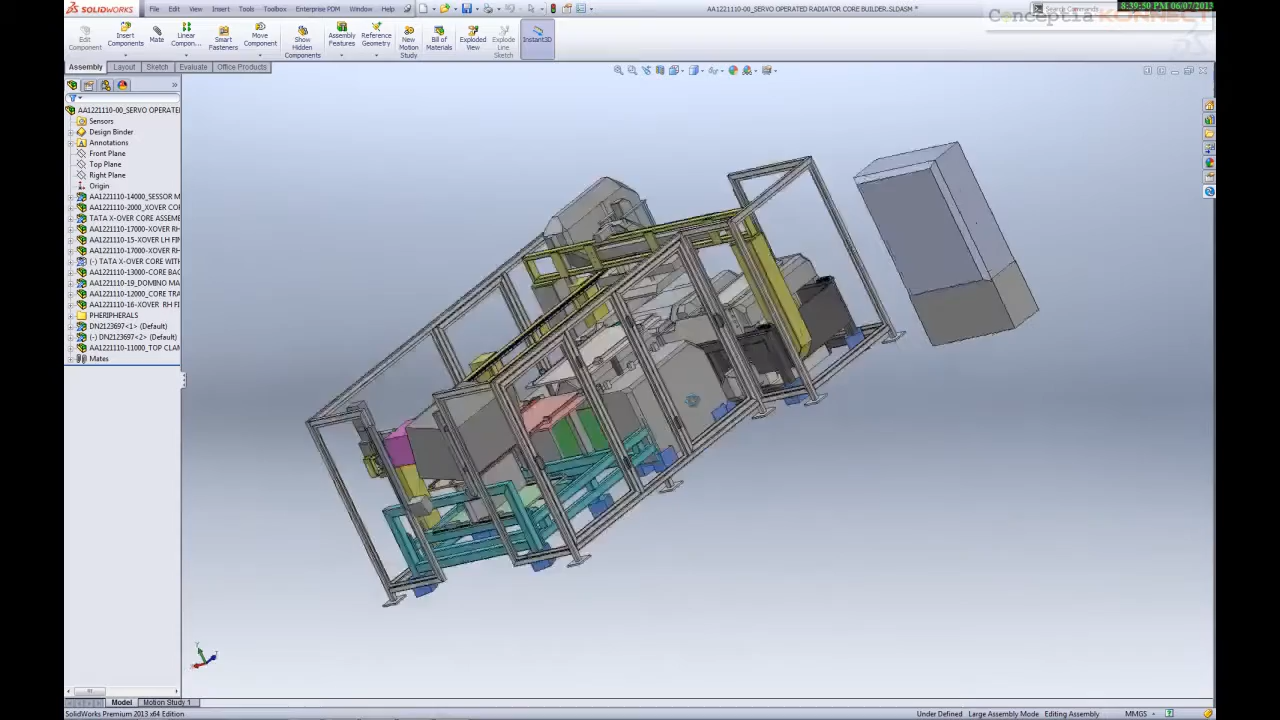 SOLIDWORKS File Edit View Insert Tools Toolbox Enterprise PDM Window Help
AA1221110-00_SERVO OPERATED RADIATOR CORE BUILDER.SLDASM *
Search Commands
8:39:50 PM 06/07/2013
Conceptia KONNECT
Edit Component
Insert Components
Mate
Linear Compon...
Smart Fasteners
Move Component
Show Hidden Components
Assembly Features
Reference Geometry
New Motion Study
Bill of Materials
Exploded View
Explode Line Sketch
Instant3D
Assembly Layout Sketch Evaluate Office Products
AA1221110-00_SERVO OPERATE
Sensors
Design Binder
Annotations
Front Plane
Top Plane
Right Plane
Origin
AA1221110-14000_SESSOR M
AA1221110-2000_XOVER COR
TATA X-OVER CORE ASSEME
AA1221110-17000-XOVER RH
AA1221110-15-XOVER LH FIN
AA1221110-17000-XOVER RH
(-) TATA X-OVER CORE WITH
AA1221110-13000-CORE BAC
AA1221110-19_DOMINO MA
AA1221110-12000_CORE TRA
AA1221110-16-XOVER RH FI
PHERIPHERALS
DN2123697<1> (Default)
(-) DN2123697<2> (Default)
AA1221110-11000_TOP CLAM
Mates
Model Motion Study 1
SolidWorks Premium 2013 x64 Edition
Under Defined Large Assembly Mode Editing Assembly MMGS